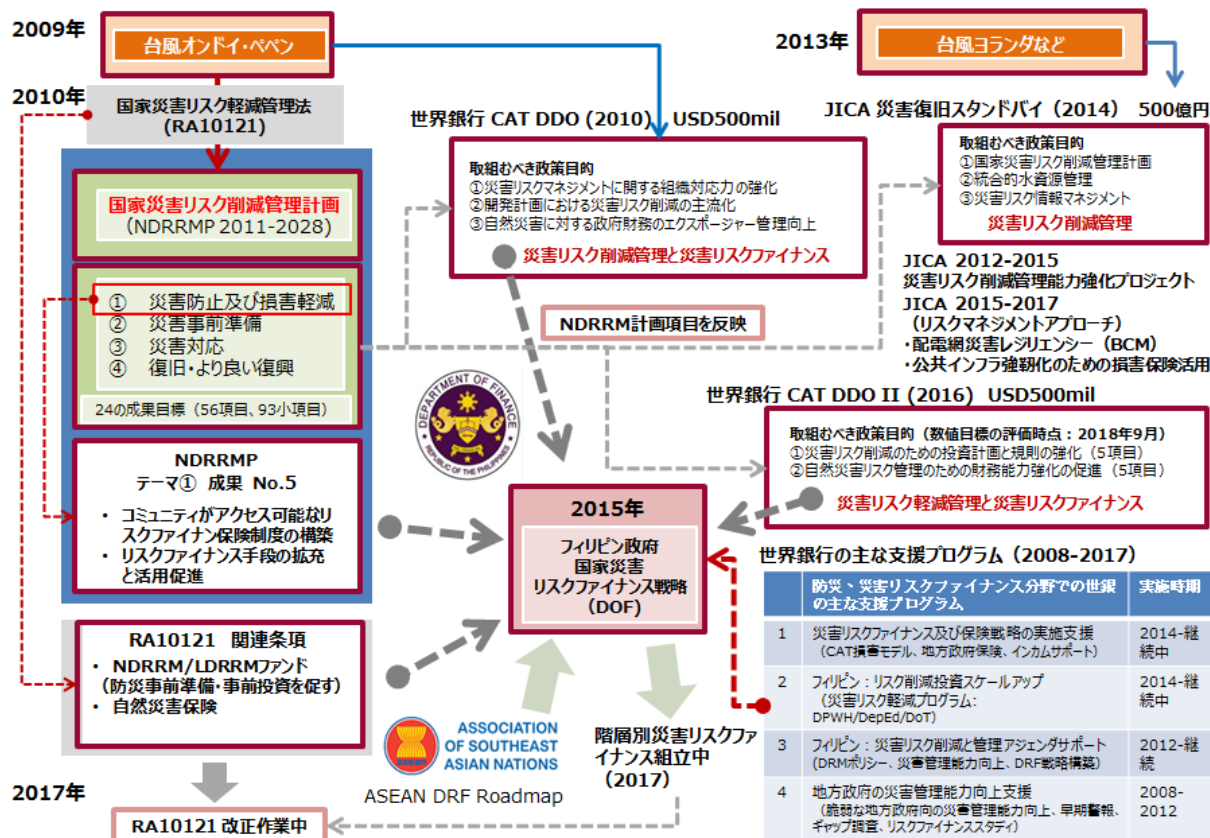 2009年
台風オンドイ・ペペン
2013年
台風ヨランダなど
2010年
国家災害リスク軽減管理法
(RA10121)
世界銀行 CAT DDO (2010)　USD500mil
取組むべき政策目的
①災害リスクマネジメントに関する組織対応力の強化
②開発計画における災害リスク削減の主流化
③自然災害に対する政府財務のエクスポージャー管理向上
災害リスク削減管理と災害リスクファイナンス
JICA 災害復旧スタンドバイ（2014）　500億円
取組むべき政策目的
①国家災害リスク削減管理計画
②統合的水資源管理
③災害リスク情報マネジメント
災害リスク削減管理
国家災害リスク削減管理計画
（NDRRMP 2011-2028）
①　災害防止及び損害軽減
②　災害事前準備
③　災害対応
④　復旧・より良い復興
24の成果目標（56項目、93小項目）
NDRRM計画項目を反映
JICA 2012-2015
災害リスク削減管理能力強化プロジェクト
JICA 2015-2017
（リスクマネジメントアプローチ）
・配電網災害レジリエンシー（BCM）
・公共インフラ強靭化のための損害保険活用
DEPARTMENT OF FINANCE
REPUBLIC OF THE PHILIPPINES
世界銀行 CAT DDO II (2016)　USD500mil
取組むべき政策目的（数値目標の評価時点：2018年9月）
①災害リスク削減のための投資計画と規則の強化（5項目）
②自然災害リスク管理のための財務能力強化の促進（5項目）
災害リスク軽減管理と災害リスクファイナンス
NDRRMP
テーマ①　成果 No.5
・ コミュニティがアクセス可能なリ
スクファイナン保険制度の構築
・ リスクファイナンス手段の拡充
と活用促進
2015年
フィリピン政府
国家災害
リスクファイナンス戦略
(DOF)
RA10121　関連条項
・ NDRRM/LDRRMファンド
（防災事前準備・事前投資を促す）
・ 自然災害保険
ASSOCIATION
OF SOUTHEAST
ASIAN NATIONS
ASEAN DRF Roadmap
階層別災害リスクファ
イナンス組立中
（2017）
2017年
RA10121 改正作業中
世界銀行の主な支援プログラム（2008-2017）
防災、災害リスクファイナンス分野での世銀
の主な支援プログラム
実施時期
1
災害リスクファイナンス及び保険戦略の実施支援
（CAT損害モデル、地方政府保険、インカムサポート）
2014-継
続中
2
フィリピン：リスク削減投資スケールアップ
（災害リスク軽減プログラム:
DPWH/DepEd/DoT）
2014-継
続中
3
フィリピン：災害リスク削減と管理アジェンダサポート
（DRMポリシー、災害管理能力向上、DRF戦略構築）
2012-継
続
4
地方政府の災害管理能力向上支援
（脆弱な地方政府向の災害管理能力向上、早期警報、
ギャップ調査、リスクファイナンススタディ）
2008-
2012